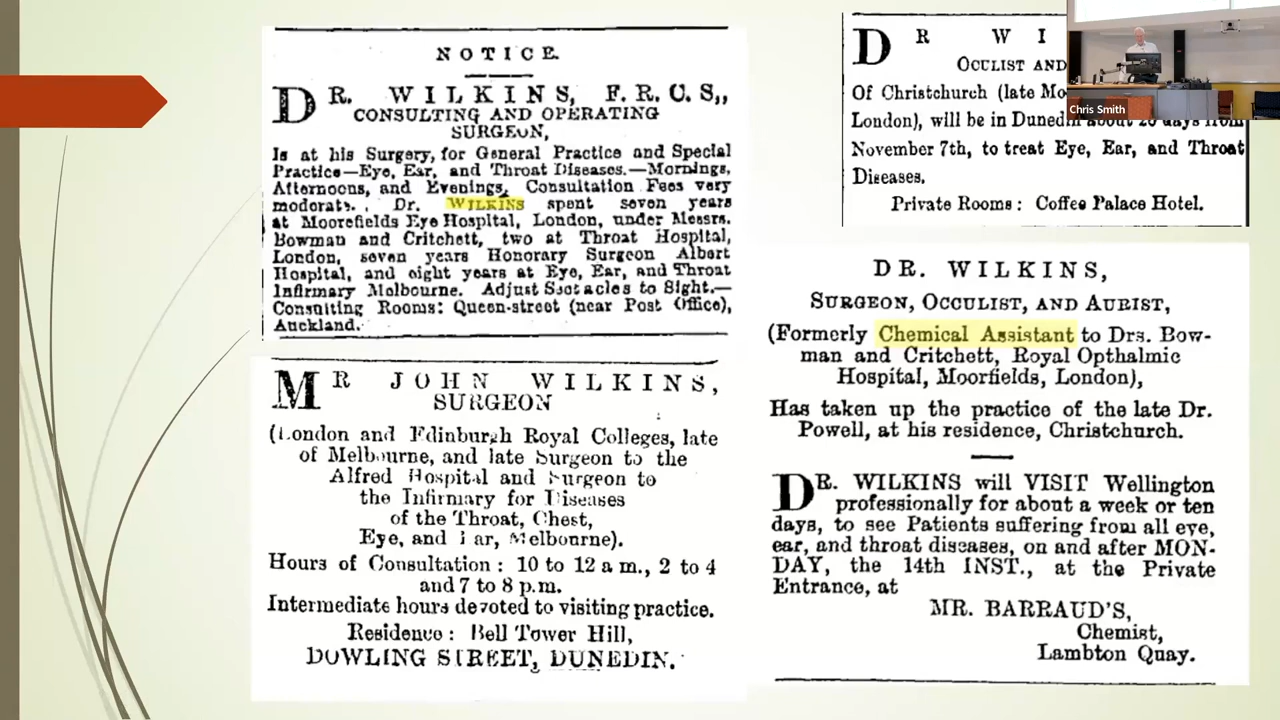 NOTICE.
DR. WILKINS, F.R.C.S.,
CONSULTING AND OPERATING
SURGEON,
Is at his Surgery, for General Practice and Special
Practice—Eye, Ear, and Throat Diseases.—Mornings,
Afternoons, and Evenings, Consultation Fees very
moderate. Dr. WILKINS spent seven years
at Moorefields Eye Hospital, London, under Messrs.
Bowman and Critchett, two at Throat Hospital,
London, seven years Honorary Surgeon Albert
Hospital, and eight years at Eye, Ear, and Throat
Infirmary Melbourne. Adjust Spectacles to Sight.—
Consulting Rooms: Queen-street (near Post Office),
Auckland.
MR JOHN WILKINS,
SURGEON
(London and Edinburgh Royal Colleges, late
of Melbourne, and late Surgeon to the
Alfred Hospital and Surgeon to
the Infirmary for Diseases
of the Throat, Chest,
Eye, and Ear, Melbourne).
Hours of Consultation: 10 to 12 a m., 2 to 4
and 7 to 8 p.m.
Intermediate hours devoted to visiting practice.
Residence: Bell Tower Hill,
DOWLING STREET, DUNEDIN.
DR WI
OCULIST AND
Of Christchurch (late Mo
London), will be in Dunedin about 20 days from
November 7th, to treat Eye, Ear, and Throat
Diseases.
Private Rooms: Coffee Palace Hotel.
Chris Smith
DR. WILKINS,
SURGEON, OCCULIST, AND AURIST,
(Formerly Chemical Assistant to Drs. Bow-
man and Critchett, Royal Opthalmic
Hospital, Moorfields, London),
Has taken up the practice of the late Dr.
Powell, at his residence, Christchurch.
DR. WILKINS will VISIT Wellington
professionally for about a week or ten
days, to see Patients suffering from all eye,
ear, and throat diseases, on and after MON-
DAY, the 14th INST., at the Private
Entrance, at
MR. BARRAUD'S,
Chemist,
Lambton Quay.